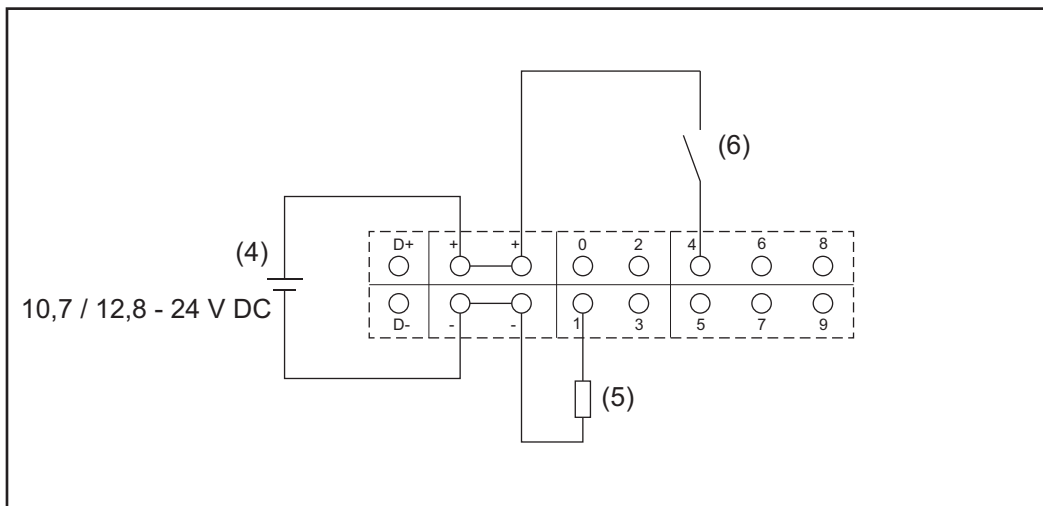 (6)
(4)
10,7 / 12,8 - 24 V DC
D+ + + 0 2 4 6 8
D- - - 1 3 5 7 9
(5)